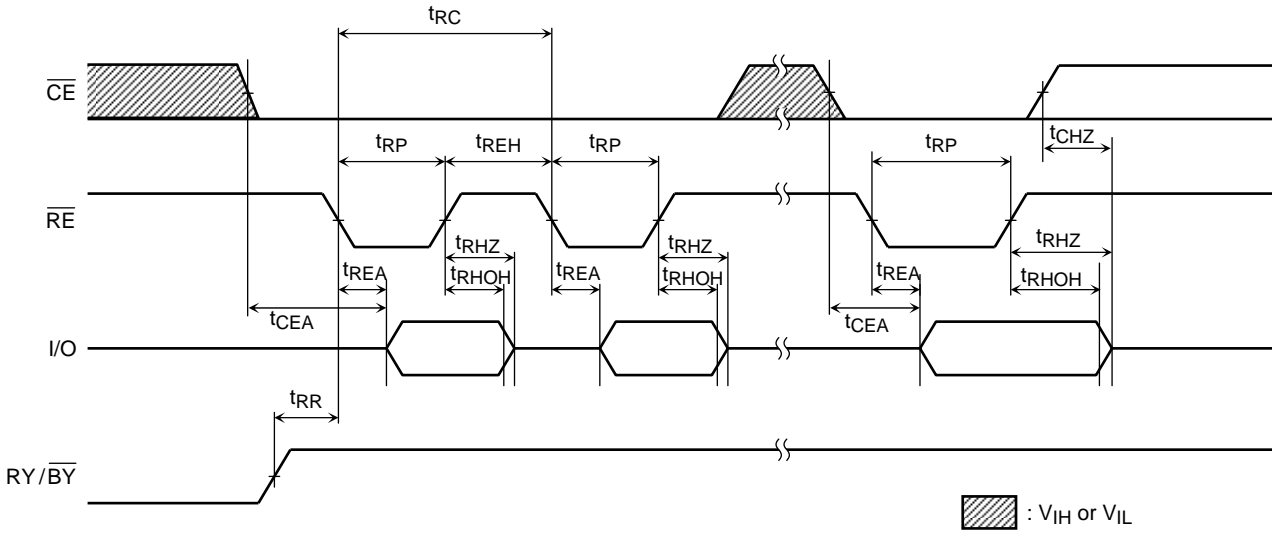 tRC
CE
tRP
tREH
tRP
tRP
tCHZ
RE
tRHZ
tRHZ
tRHZ
tREA
tRHOH
tREA
tRHOH
tREA
tRHOH
tCEA
tCEA
I/O
tRR
RY/BY
: VIH or VIL